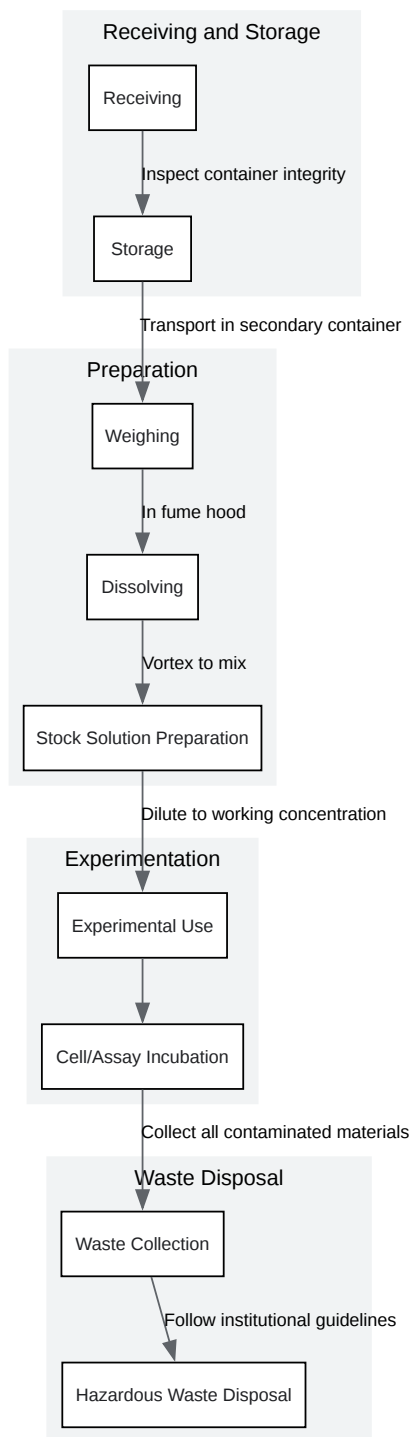 Receiving and Storage
Receiving
Inspect container integrity
Storage
Transport in secondary container
Preparation
Weighing
In fume hood
Dissolving
Vortex to mix
Stock Solution Preparation
Dilute to working concentration
Experimentation
Experimental Use
Cell/Assay Incubation
Collect all contaminated materials
Waste Disposal
Waste Collection
Follow institutional guidelines
Hazardous Waste Disposal